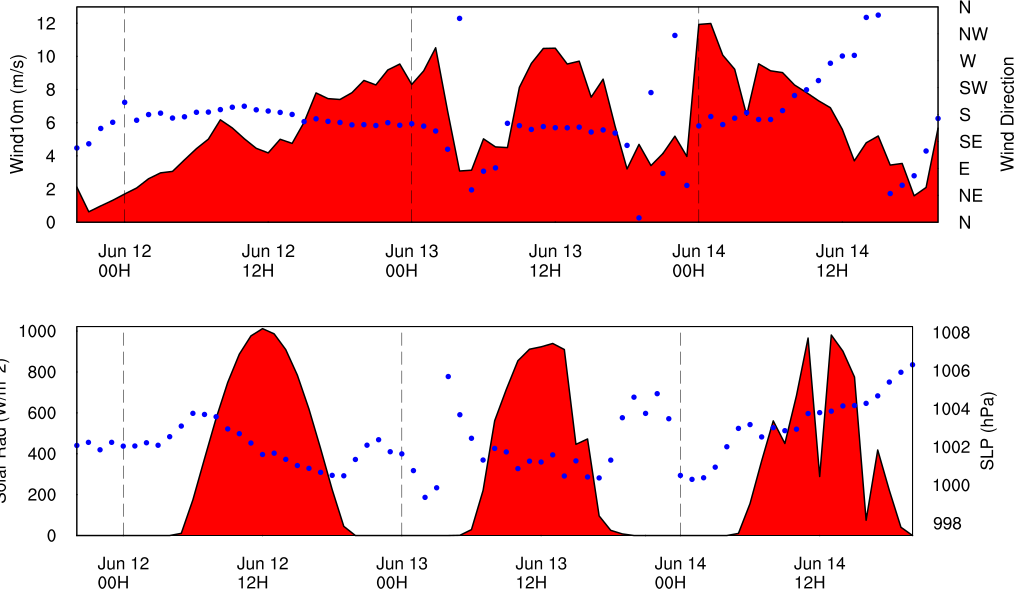 12
10
8
6
4
2
0
Wind10m (m/s)
N
NW
W
SW
S
SE
E
NE
N
Wind Direction
Jun 12 Jun 12 Jun 13 Jun 13 Jun 14 Jun 14
00H 12H 00H 12H 00H 12H
1000
800
600
400
200
0
Rad (W/m 2)
1008
1006
1004
1002
1000
998
SLP (hPa)
Jun 12 Jun 12 Jun 13 Jun 13 Jun 14 Jun 14
00H 12H 00H 12H 00H 12H